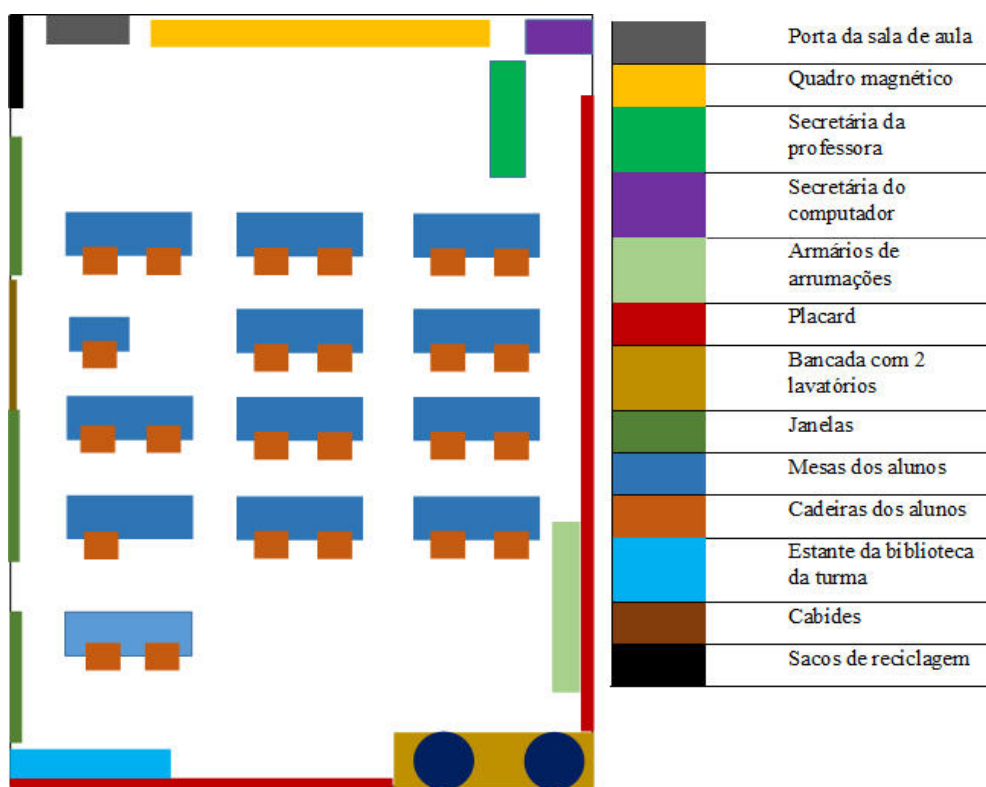 Porta da sala de aula
Quadro magnético
Secretária da
professora
Secretária do
computador
Armários de
arrumações
Placard
Bancada com 2
lavatórios
Janelas
Mesas dos alunos
Cadeiras dos alunos
Estante da biblioteca
da turma
Cabides
Sacos de reciclagem